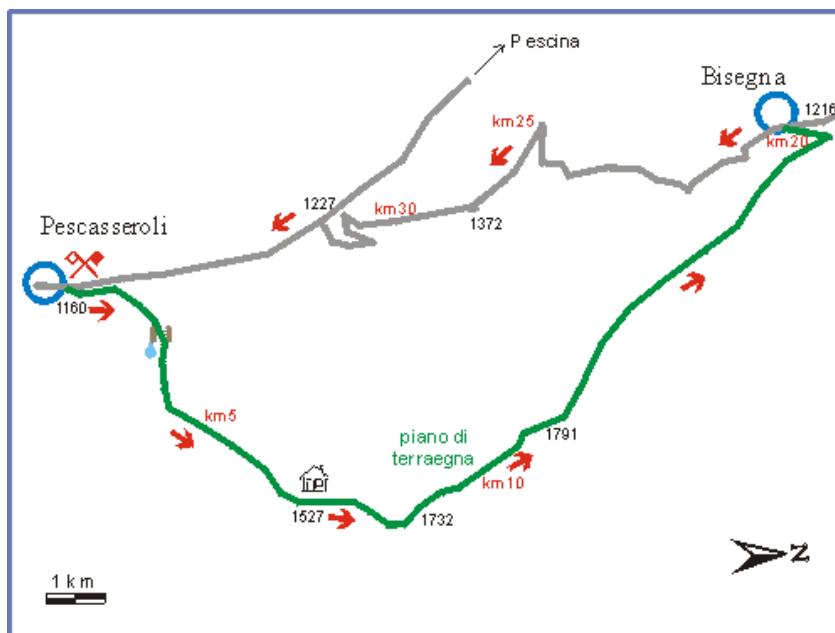 Pescina
Bisegna
1216
km25
km20
1227
km30
1372
Pescasseroli
1160
km5
piano di
terraegna
1791
km10
1527
1732
N
1 km